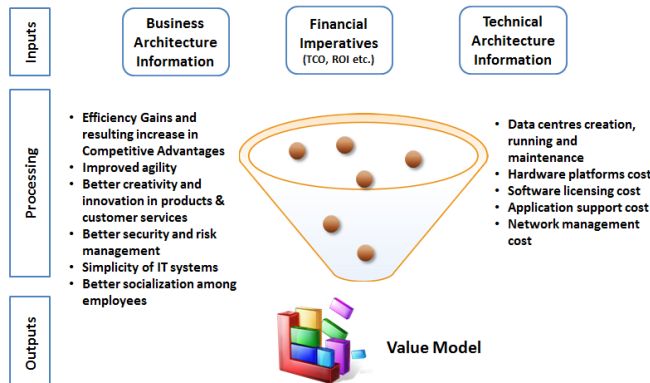 Inputs
Business
Architecture
Information
Financial
Imperatives
(TCO, ROI etc.)
Technical
Architecture
Information
Processing
• Efficiency Gains and
resulting increase in
Competitive Advantages
• Improved agility
• Better creativity and
innovation in products &
customer services
• Better security and risk
management
• Simplicity of IT systems
• Better socialization among
employees
• Data centres creation,
running and
maintenance
• Hardware platforms cost
• Software licensing cost
• Application support cost
• Network management
cost
Outputs
Value Model